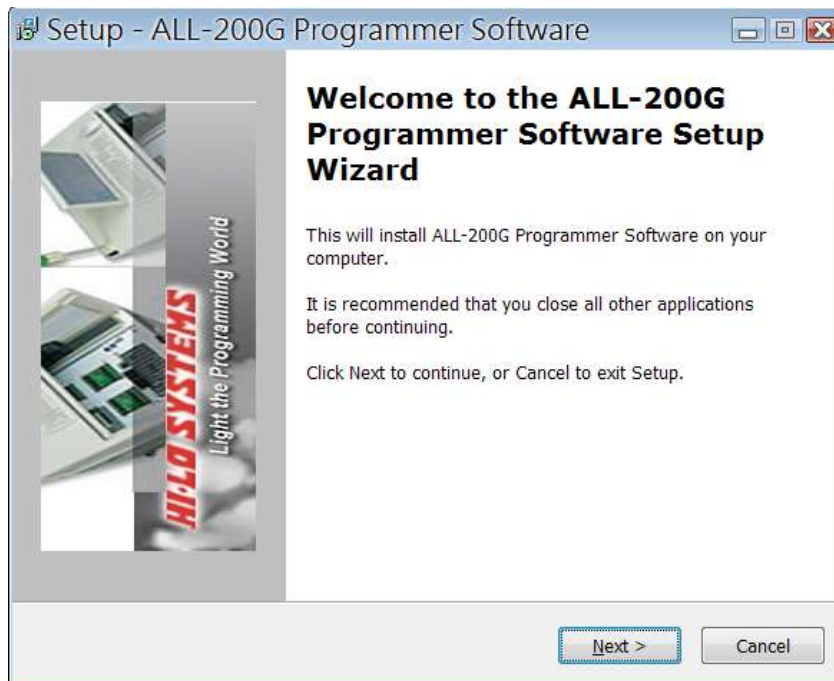 Setup - ALL-200G Programmer Software
Welcome to the ALL-200G
Programmer Software Setup
Wizard
This will install ALL-200G Programmer Software on your
computer.
It is recommended that you close all other applications
before continuing.
Click Next to continue, or Cancel to exit Setup.
HI-LO SYSTEMS
Light the Programming World
Next >
Cancel